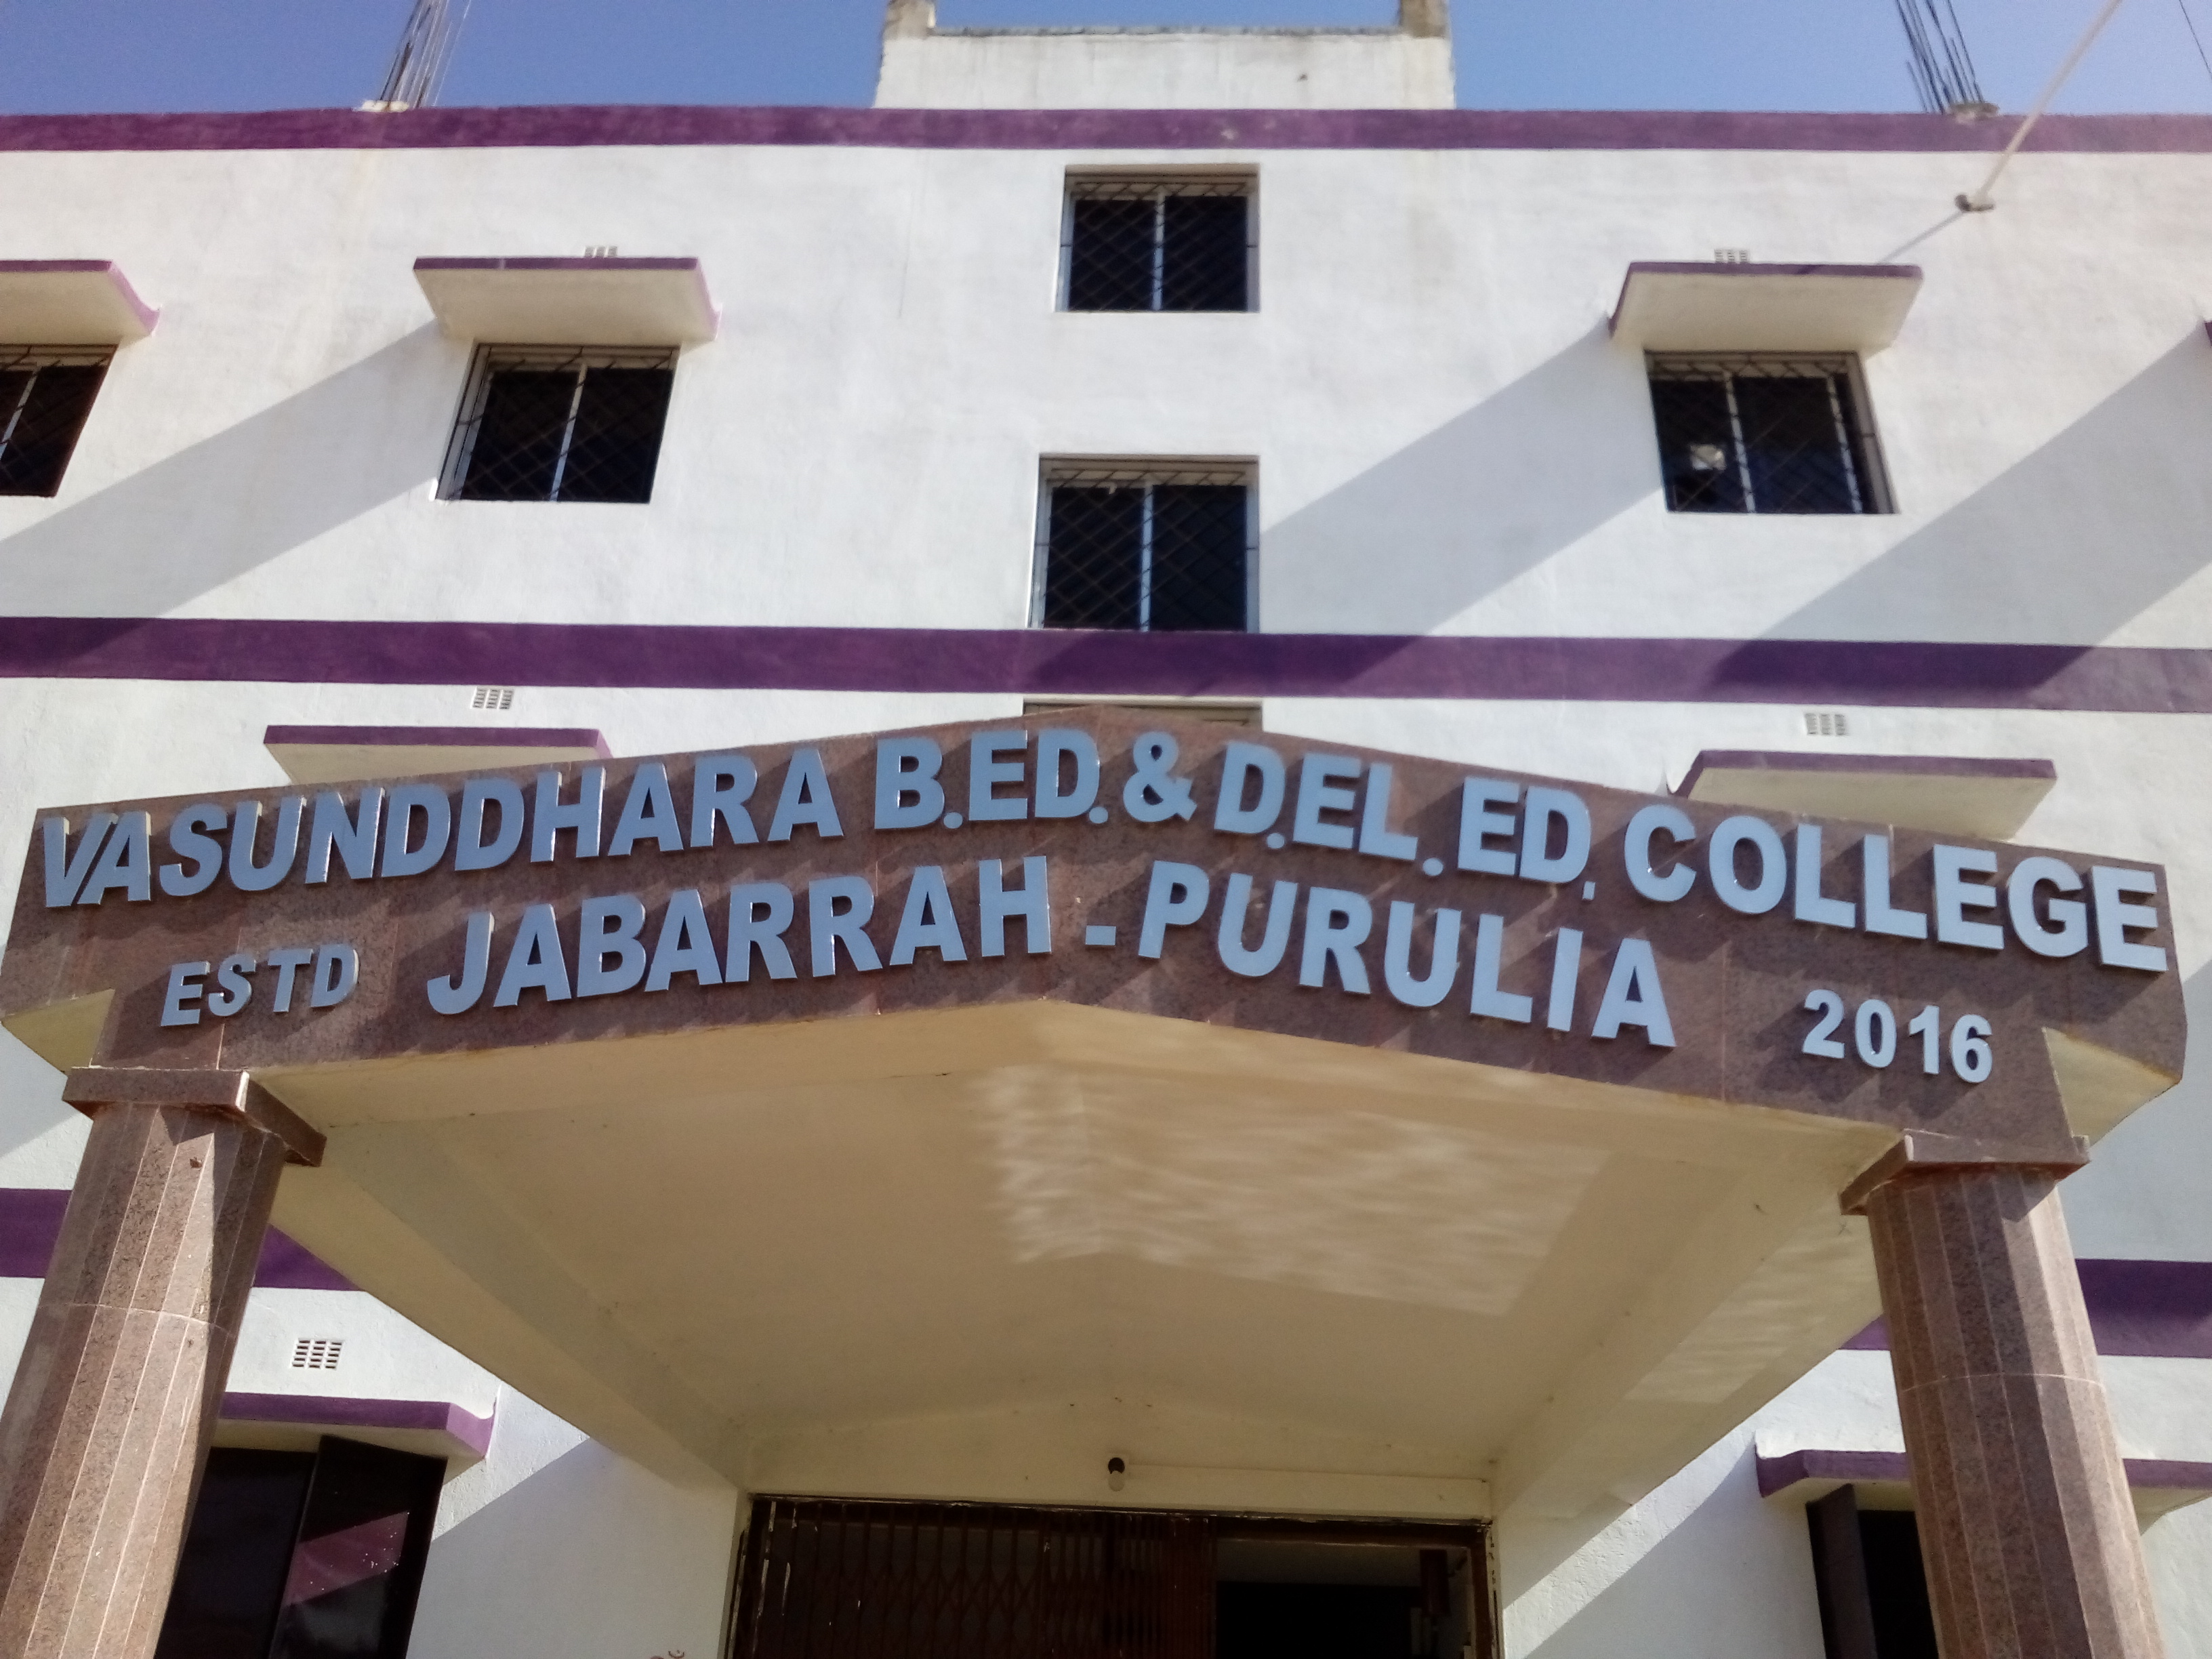 VASUNDDHARA B.ED. & D.EL.ED. COLLEGE
JABARRAH - PURULIA
ESTD 2016